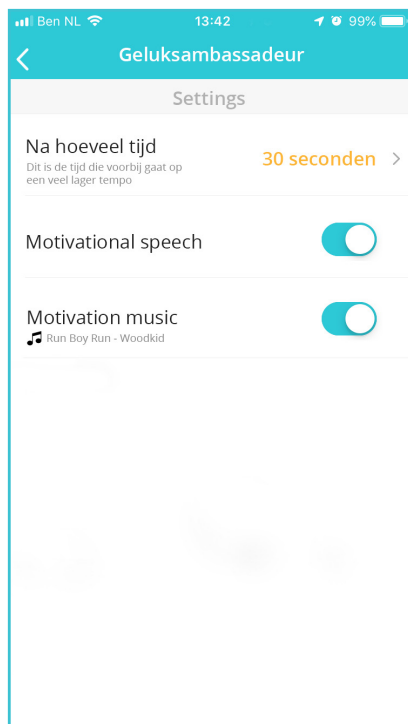 Ben NL 13:42 99%
Geluksambassadeur
Settings
Na hoeveel tijd
Dit is de tijd die voorbij gaat op
een veel lager tempo
30 seconden
Motivational speech
Motivation music
Run Boy Run - Woodkid